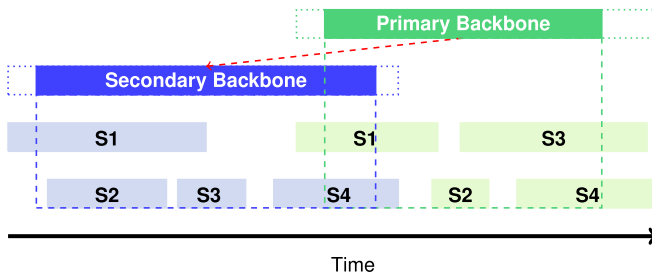 Primary Backbone
Secondary Backbone
S1 S1 S3
S2 S3 S4 S2 S4
Time